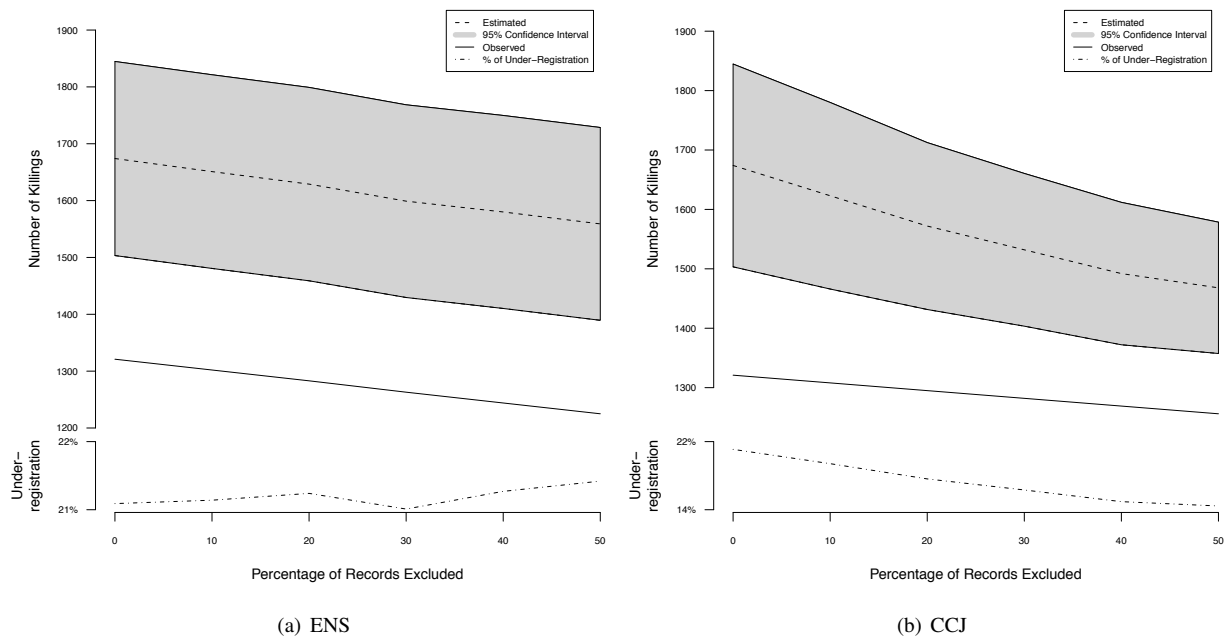 Estimated
95% Confidence Interval
Observed
% of Under−Registration
1900
1800
1700
1600
1500
1400
1300
1200
Number of Killings
22%
21%
Under−
registration
0 10 20 30 40 50
Percentage of Records Excluded
(a) ENS
Estimated
95% Confidence Interval
Observed
% of Under−Registration
1900
1800
1700
1600
1500
1400
1300
Number of Killings
22%
14%
Under−
registration
0 10 20 30 40 50
Percentage of Records Excluded
(b) CCJ